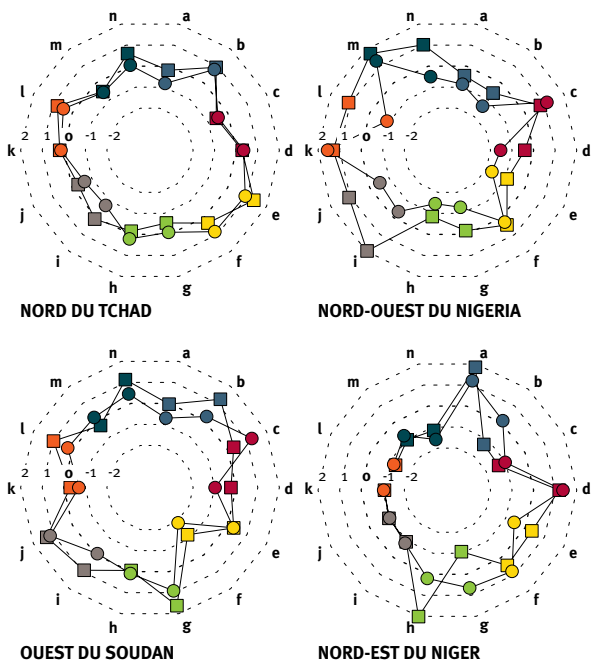 n a
m b
l c
2 1 o -1 -2
k d
j e
i f
h g
NORD DU TCHAD
n a
m b
l c
2 1 o -1 -2
k d
j e
i f
h g
NORD-OUEST DU NIGERIA
n a
m b
l c
2 1 o -1 -2
k d
j e
i f
h g
OUEST DU SOUDAN
n a
m b
l c
2 1 o -1 -2
k d
j e
i f
h g
NORD-EST DU NIGER